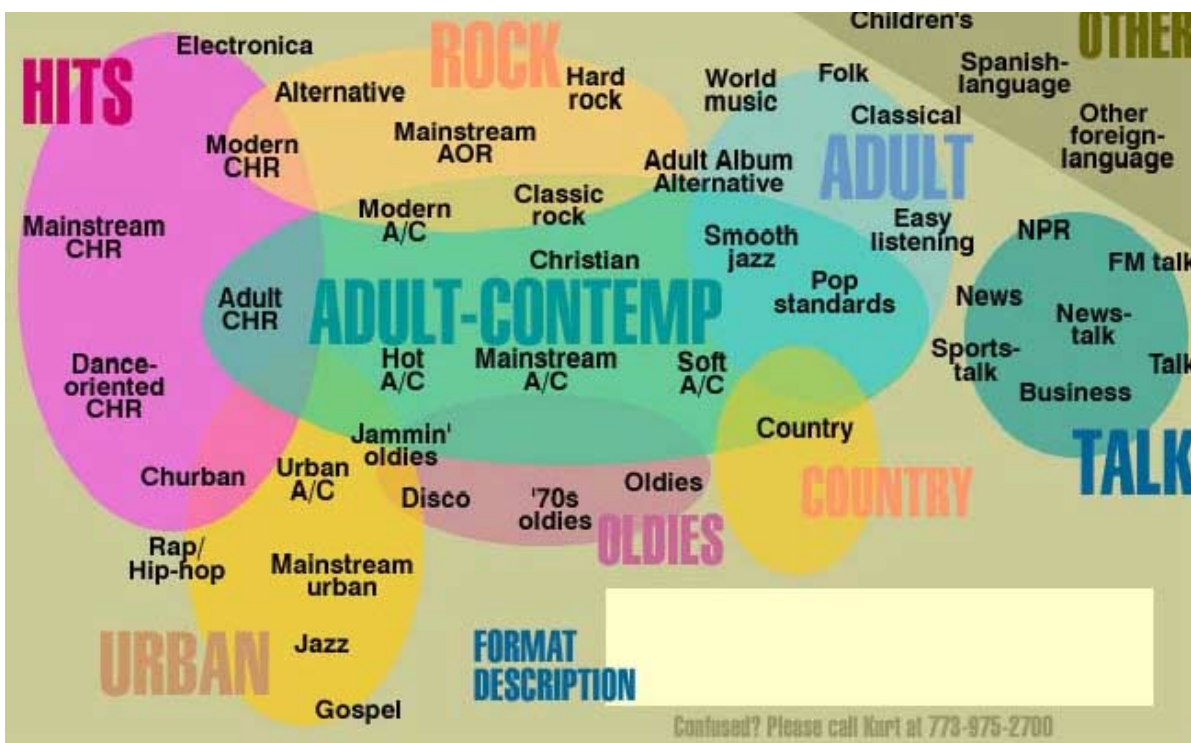 Children's
OTHER
HITS
Electronica
ROCK
Alternative
Hard
rock
World
music
Folk
Spanish-
language
Classical
Other
foreign-
language
Modern
CHR
Mainstream
AOR
Adult Album
Alternative
ADULT
Mainstream
CHR
Modern
A/C
Classic
rock
Smooth
jazz
Easy
listening
NPR
FM talk
Christian
Pop
standards
Adult
CHR
ADULT-CONTEMP
News
News-
talk
Dance-
oriented
CHR
Hot
A/C
Mainstream
A/C
Soft
A/C
Sports-
talk
Talk
Business
Jammin'
oldies
Country
TALK
Churban
Urban
A/C
Disco
'70s
oldies
Oldies
COUNTRY
OLDIES
Rap/
Hip-hop
Mainstream
urban
URBAN
Jazz
FORMAT
DESCRIPTION
Gospel
Confused? Please call Kurt at 773-975-2700